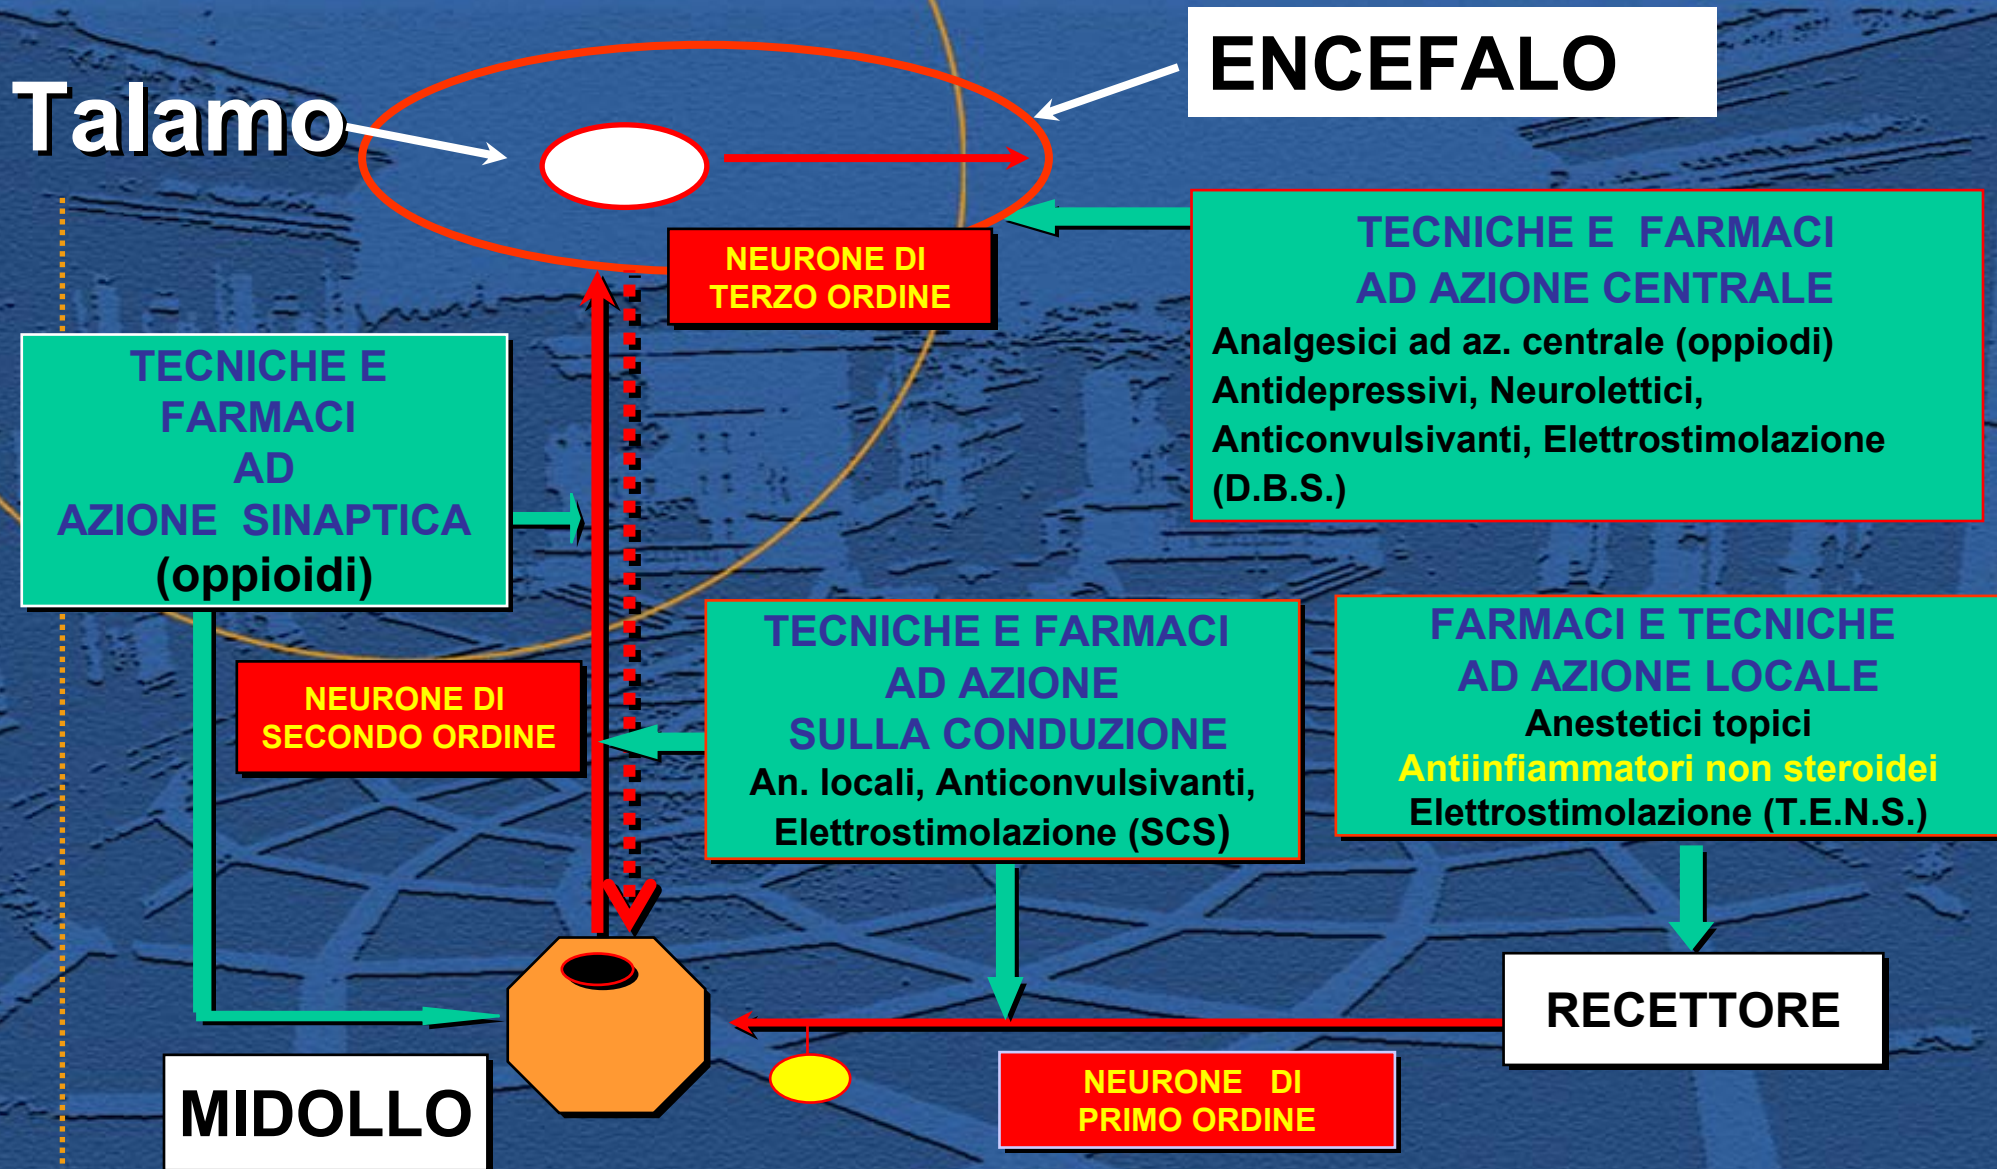 ENCEFALO
Talamo
TECNICHE E FARMACI
AD AZIONE CENTRALE
Analgesici ad az. centrale (oppiodi)
Antidepressivi, Neurolettici,
Anticonvulsivanti, Elettrostimolazione
(D.B.S.)
NEURONE DI
TERZO ORDINE
TECNICHE E
FARMACI
AD
AZIONE SINAPTICA
(oppioidi)
NEURONE DI
SECONDO ORDINE
TECNICHE E FARMACI
AD AZIONE
SULLA CONDUZIONE
An. locali, Anticonvulsivanti,
Elettrostimolazione (SCS)
FARMACI E TECNICHE
AD AZIONE LOCALE
Anestetici topici
Antiinfiammatori non steroidei
Elettrostimolazione (T.E.N.S.)
RECETTORE
MIDOLLO
NEURONE DI
PRIMO ORDINE